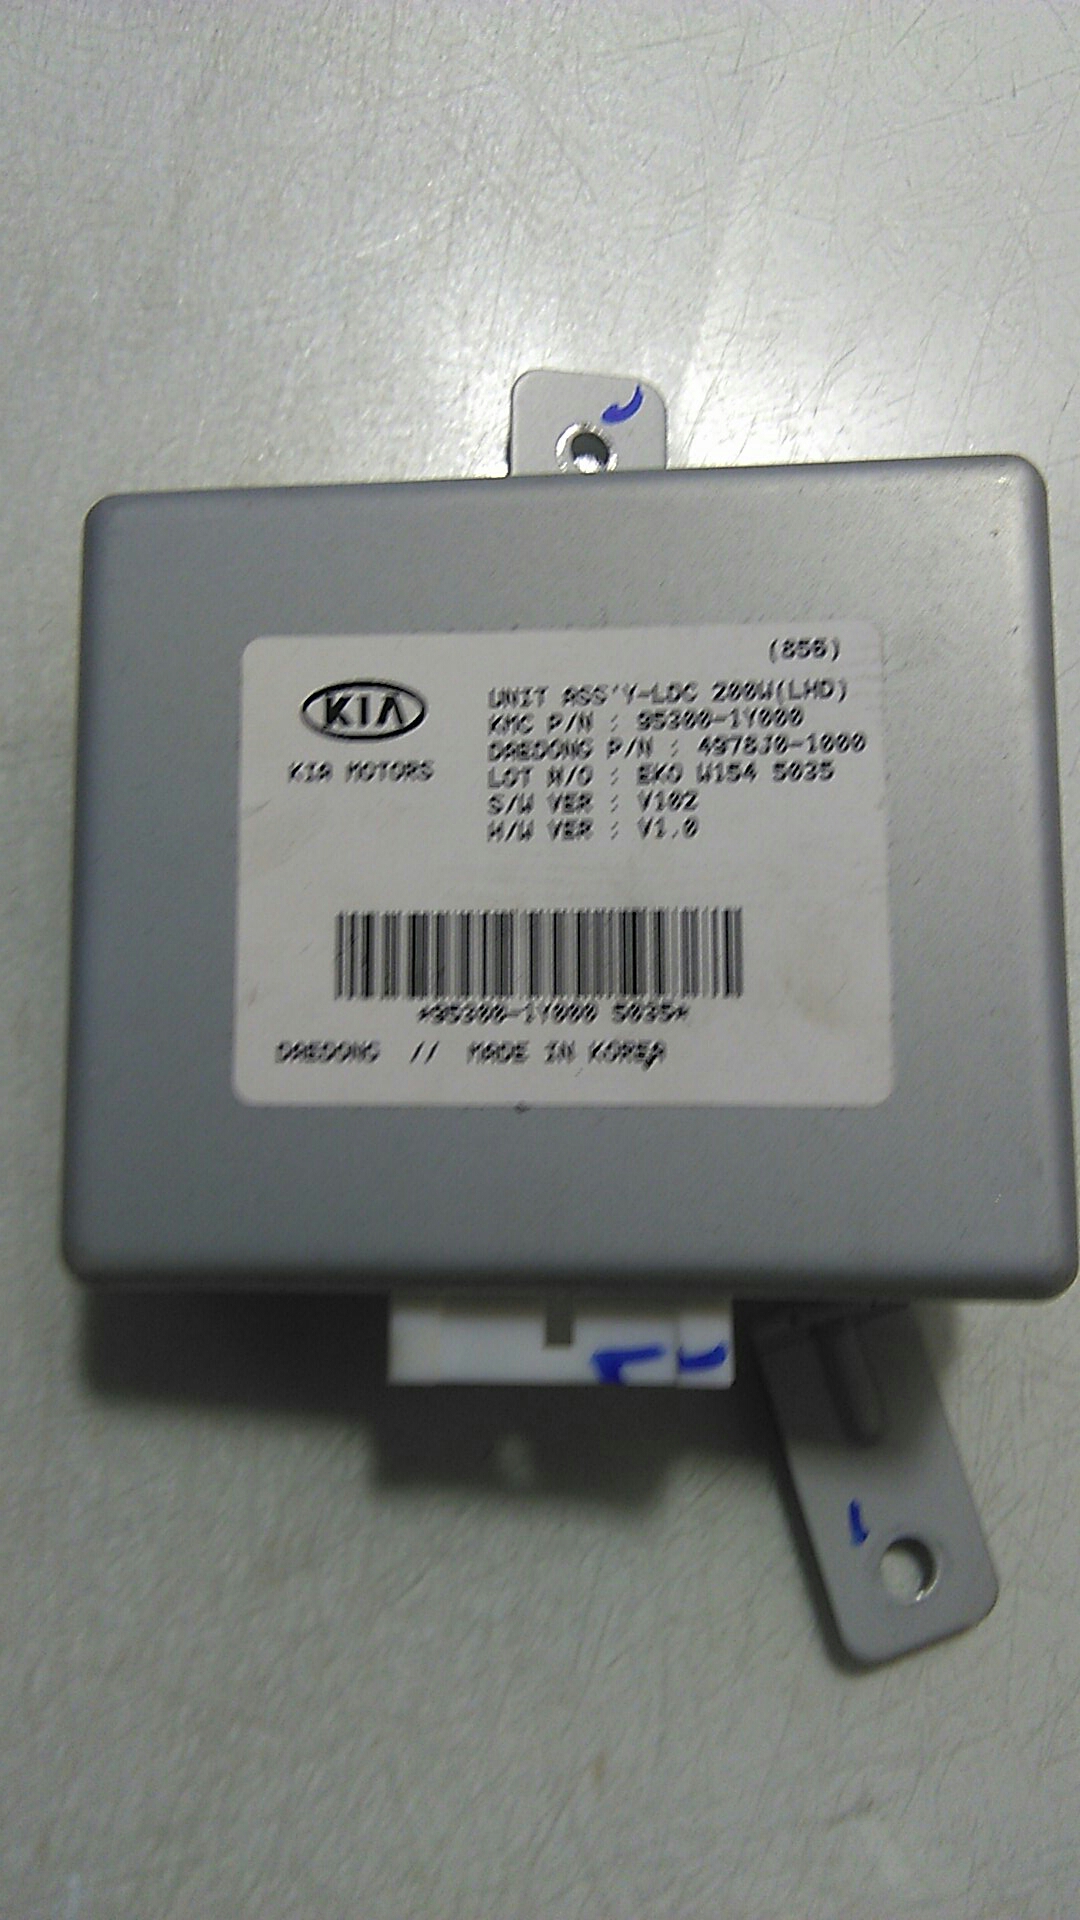 (856)
KIA
KIA MOTORS
UNIT ASS'Y-LDC 200W(LHD)
KMC P/N : 95300-1Y000
DAEDONG P/N : 4978J0-1000
LOT N/O : EKO W154 5035
S/W VER : V102
H/W VER : V1.0
*95300-1Y000 5035*
DAEDONG // MADE IN KOREA